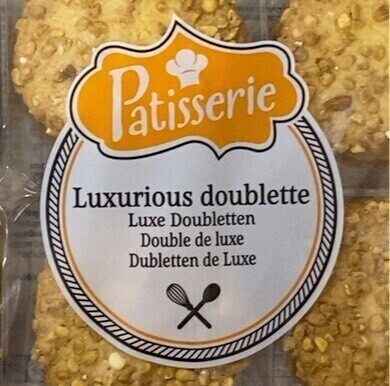 Patisserie
Luxurious doublette
Luxe Doubletten
Double de luxe
Dubletten de Luxe